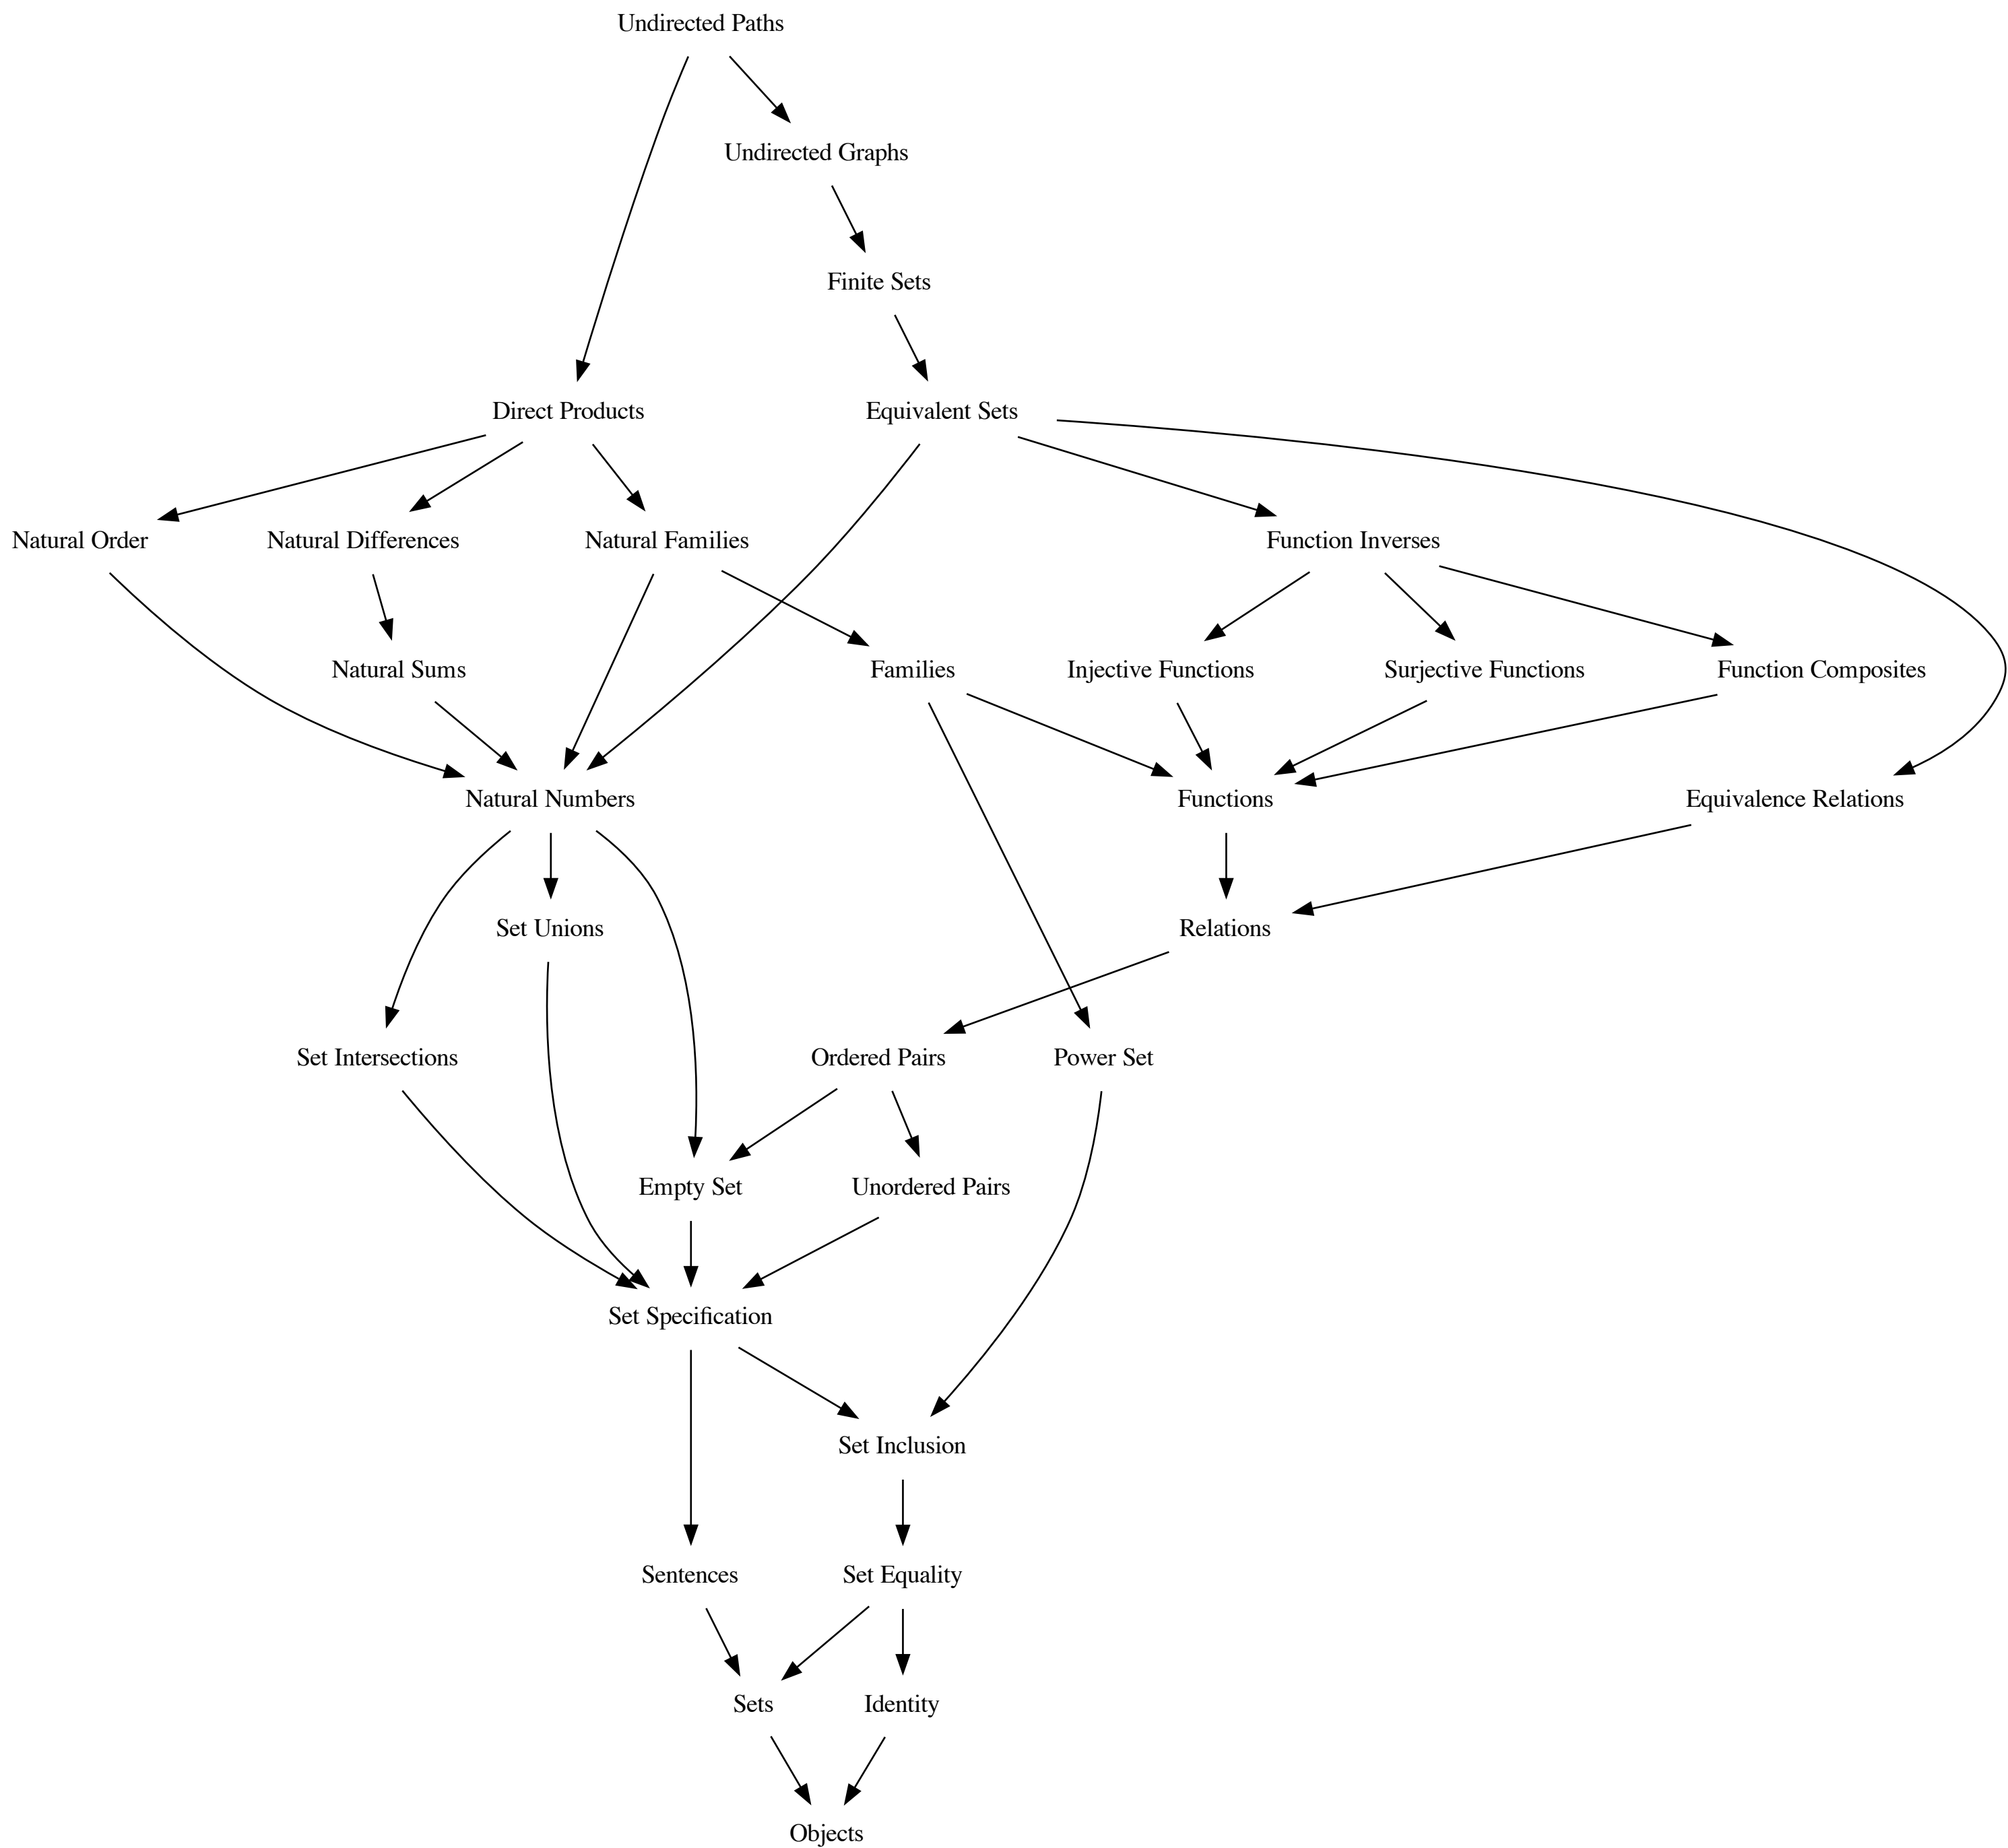 Undirected Paths
Undirected Graphs
Finite Sets
Direct Products
Equivalent Sets
Natural Order
Natural Differences
Natural Families
Function Inverses
Natural Sums
Families
Injective Functions
Surjective Functions
Function Composites
Natural Numbers
Functions
Equivalence Relations
Set Unions
Relations
Set Intersections
Ordered Pairs
Power Set
Empty Set
Unordered Pairs
Set Specification
Set Inclusion
Sentences
Set Equality
Sets
Identity
Objects